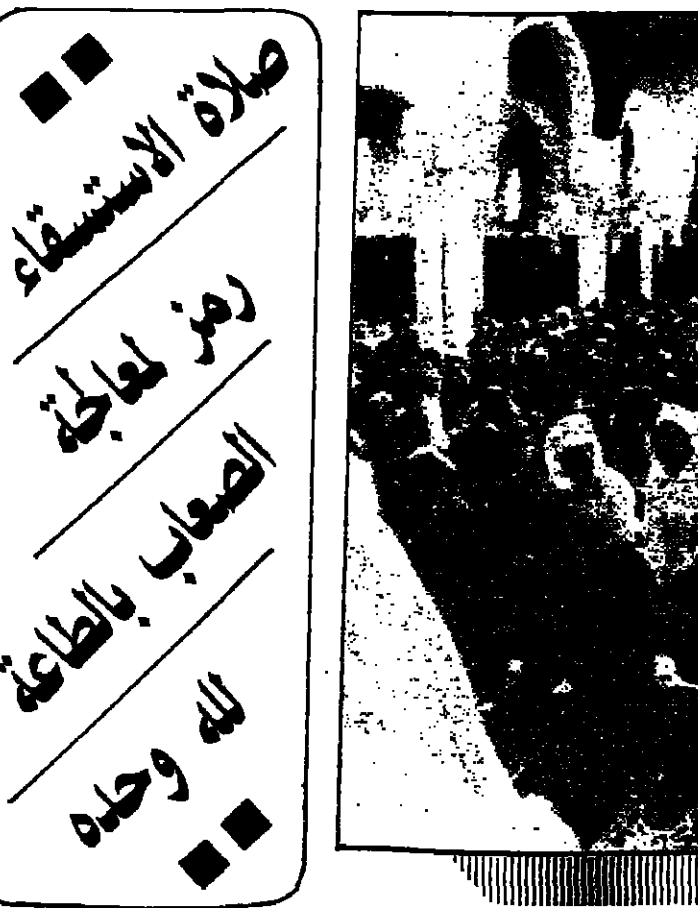 صلاة الاستسقاء
رمز لمعالجة
الصعاب بالطاعة
لله وحده